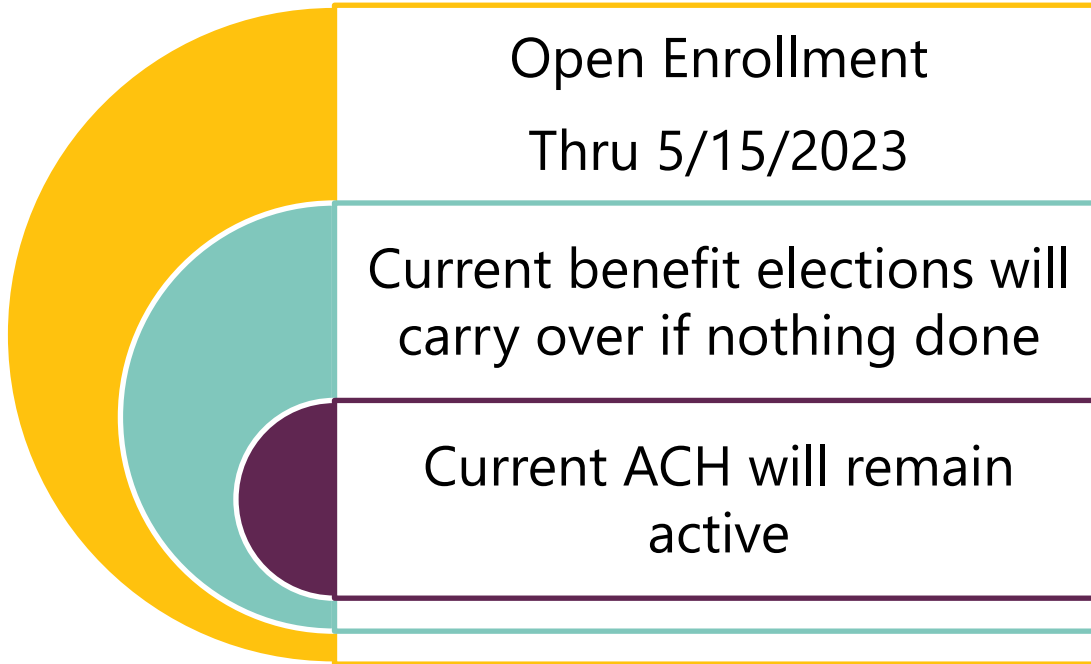 Open Enrollment
Thru 5/15/2023
Current benefit elections will
carry over if nothing done
Current ACH will remain
active